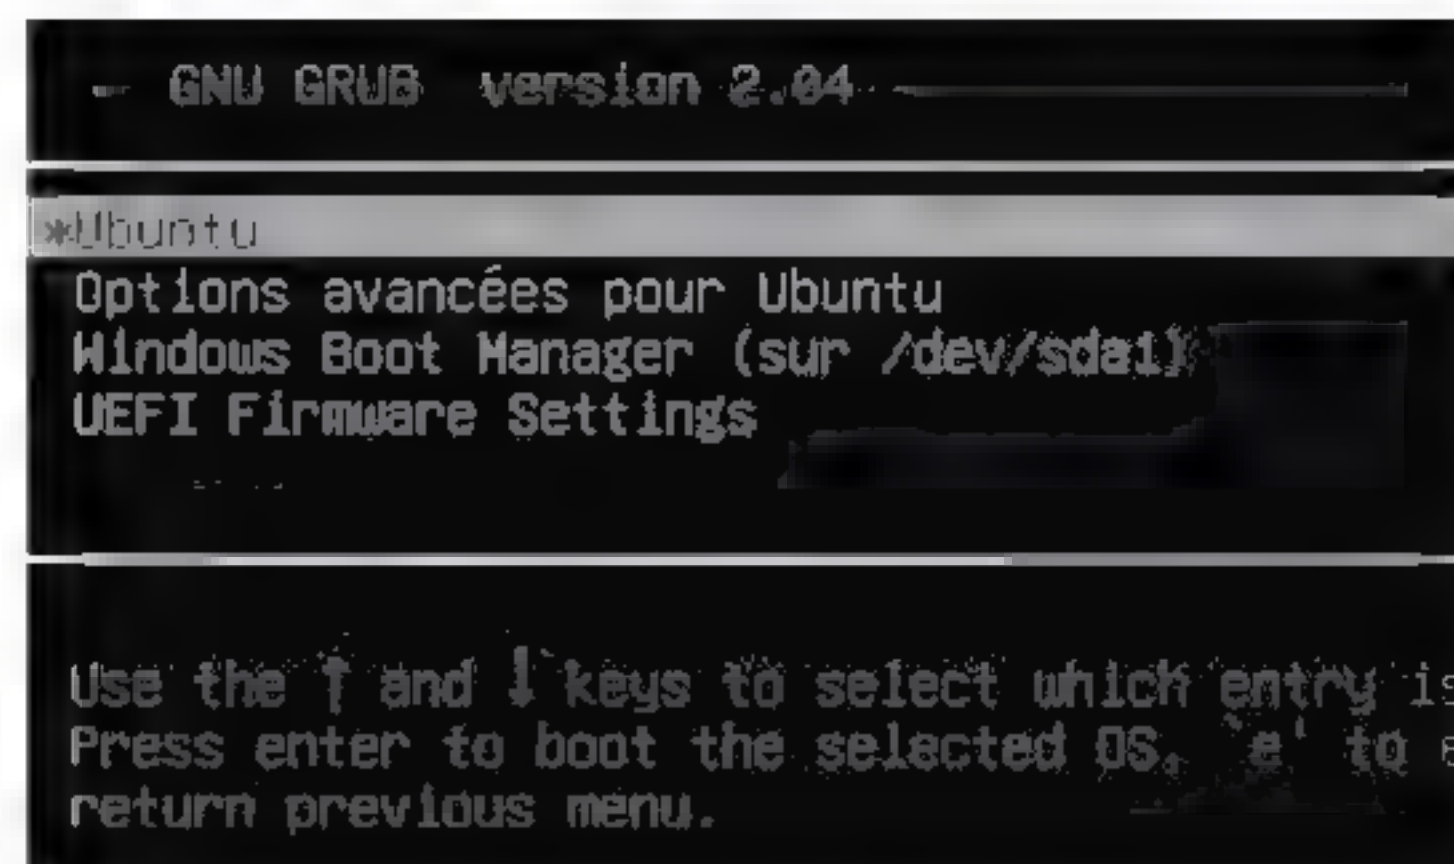 GNU GRUB version 2.04
*Ubuntu
Options avancées pour Ubuntu
Windows Boot Manager (sur /dev/sda1)
UEFI Firmware Settings
Use the ↑ and ↓ keys to select which entry is
Press enter to boot the selected OS, `e' to
return previous menu.